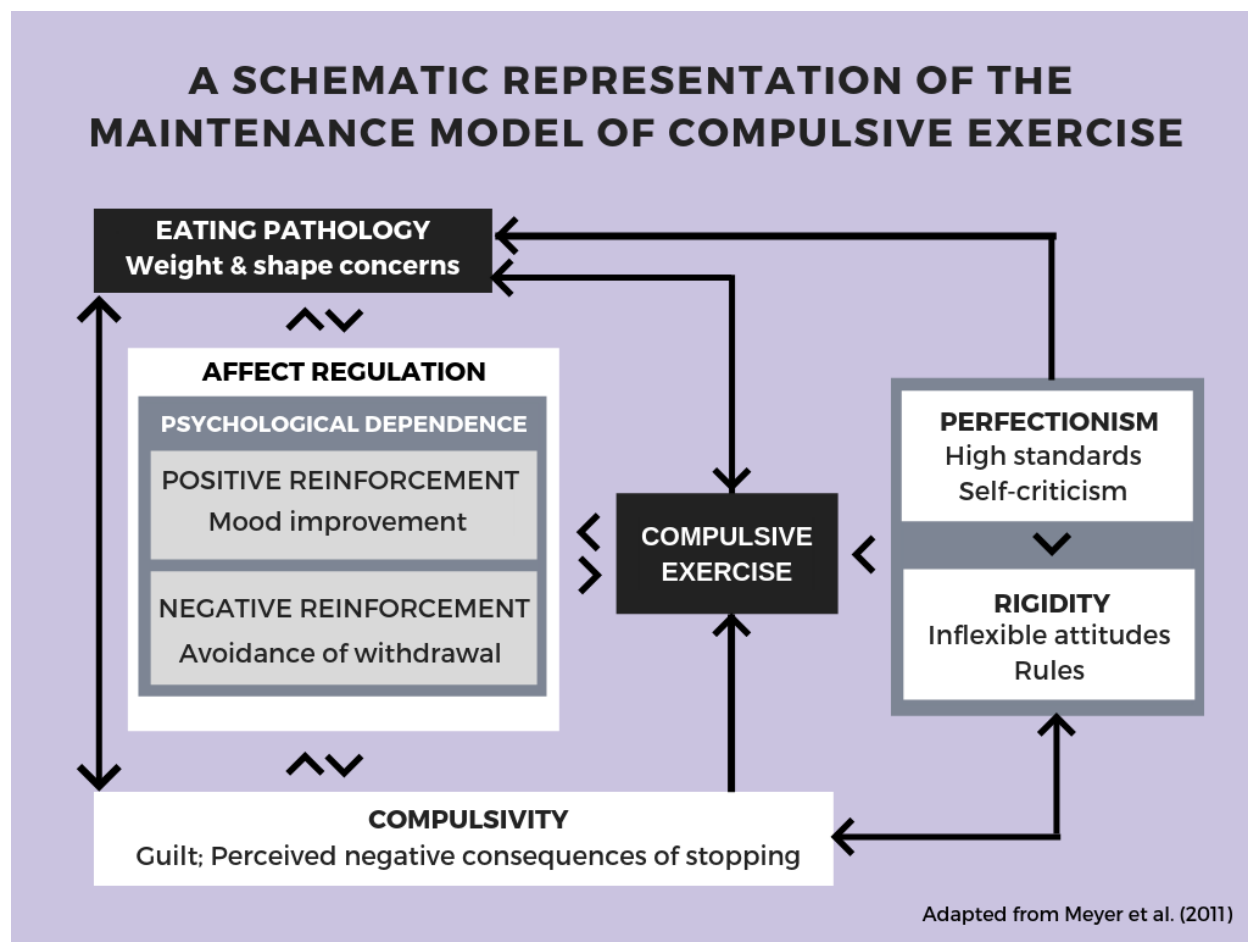 A SCHEMATIC REPRESENTATION OF THE
MAINTENANCE MODEL OF COMPULSIVE EXERCISE
EATING PATHOLOGY
Weight & shape concerns
AFFECT REGULATION
PSYCHOLOGICAL DEPENDENCE
POSITIVE REINFORCEMENT
Mood improvement
NEGATIVE REINFORCEMENT
Avoidance of withdrawal
COMPULSIVE
EXERCISE
PERFECTIONISM
High standards
Self-criticism
RIGIDITY
Inflexible attitudes
Rules
COMPULSIVITY
Guilt; Perceived negative consequences of stopping
Adapted from Meyer et al. (2011)